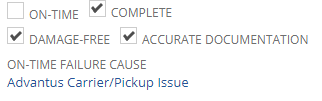 ON-TIME COMPLETE
DAMAGE-FREE ACCURATE DOCUMENTATION
ON-TIME FAILURE CAUSE
Advantus Carrier/Pickup Issue